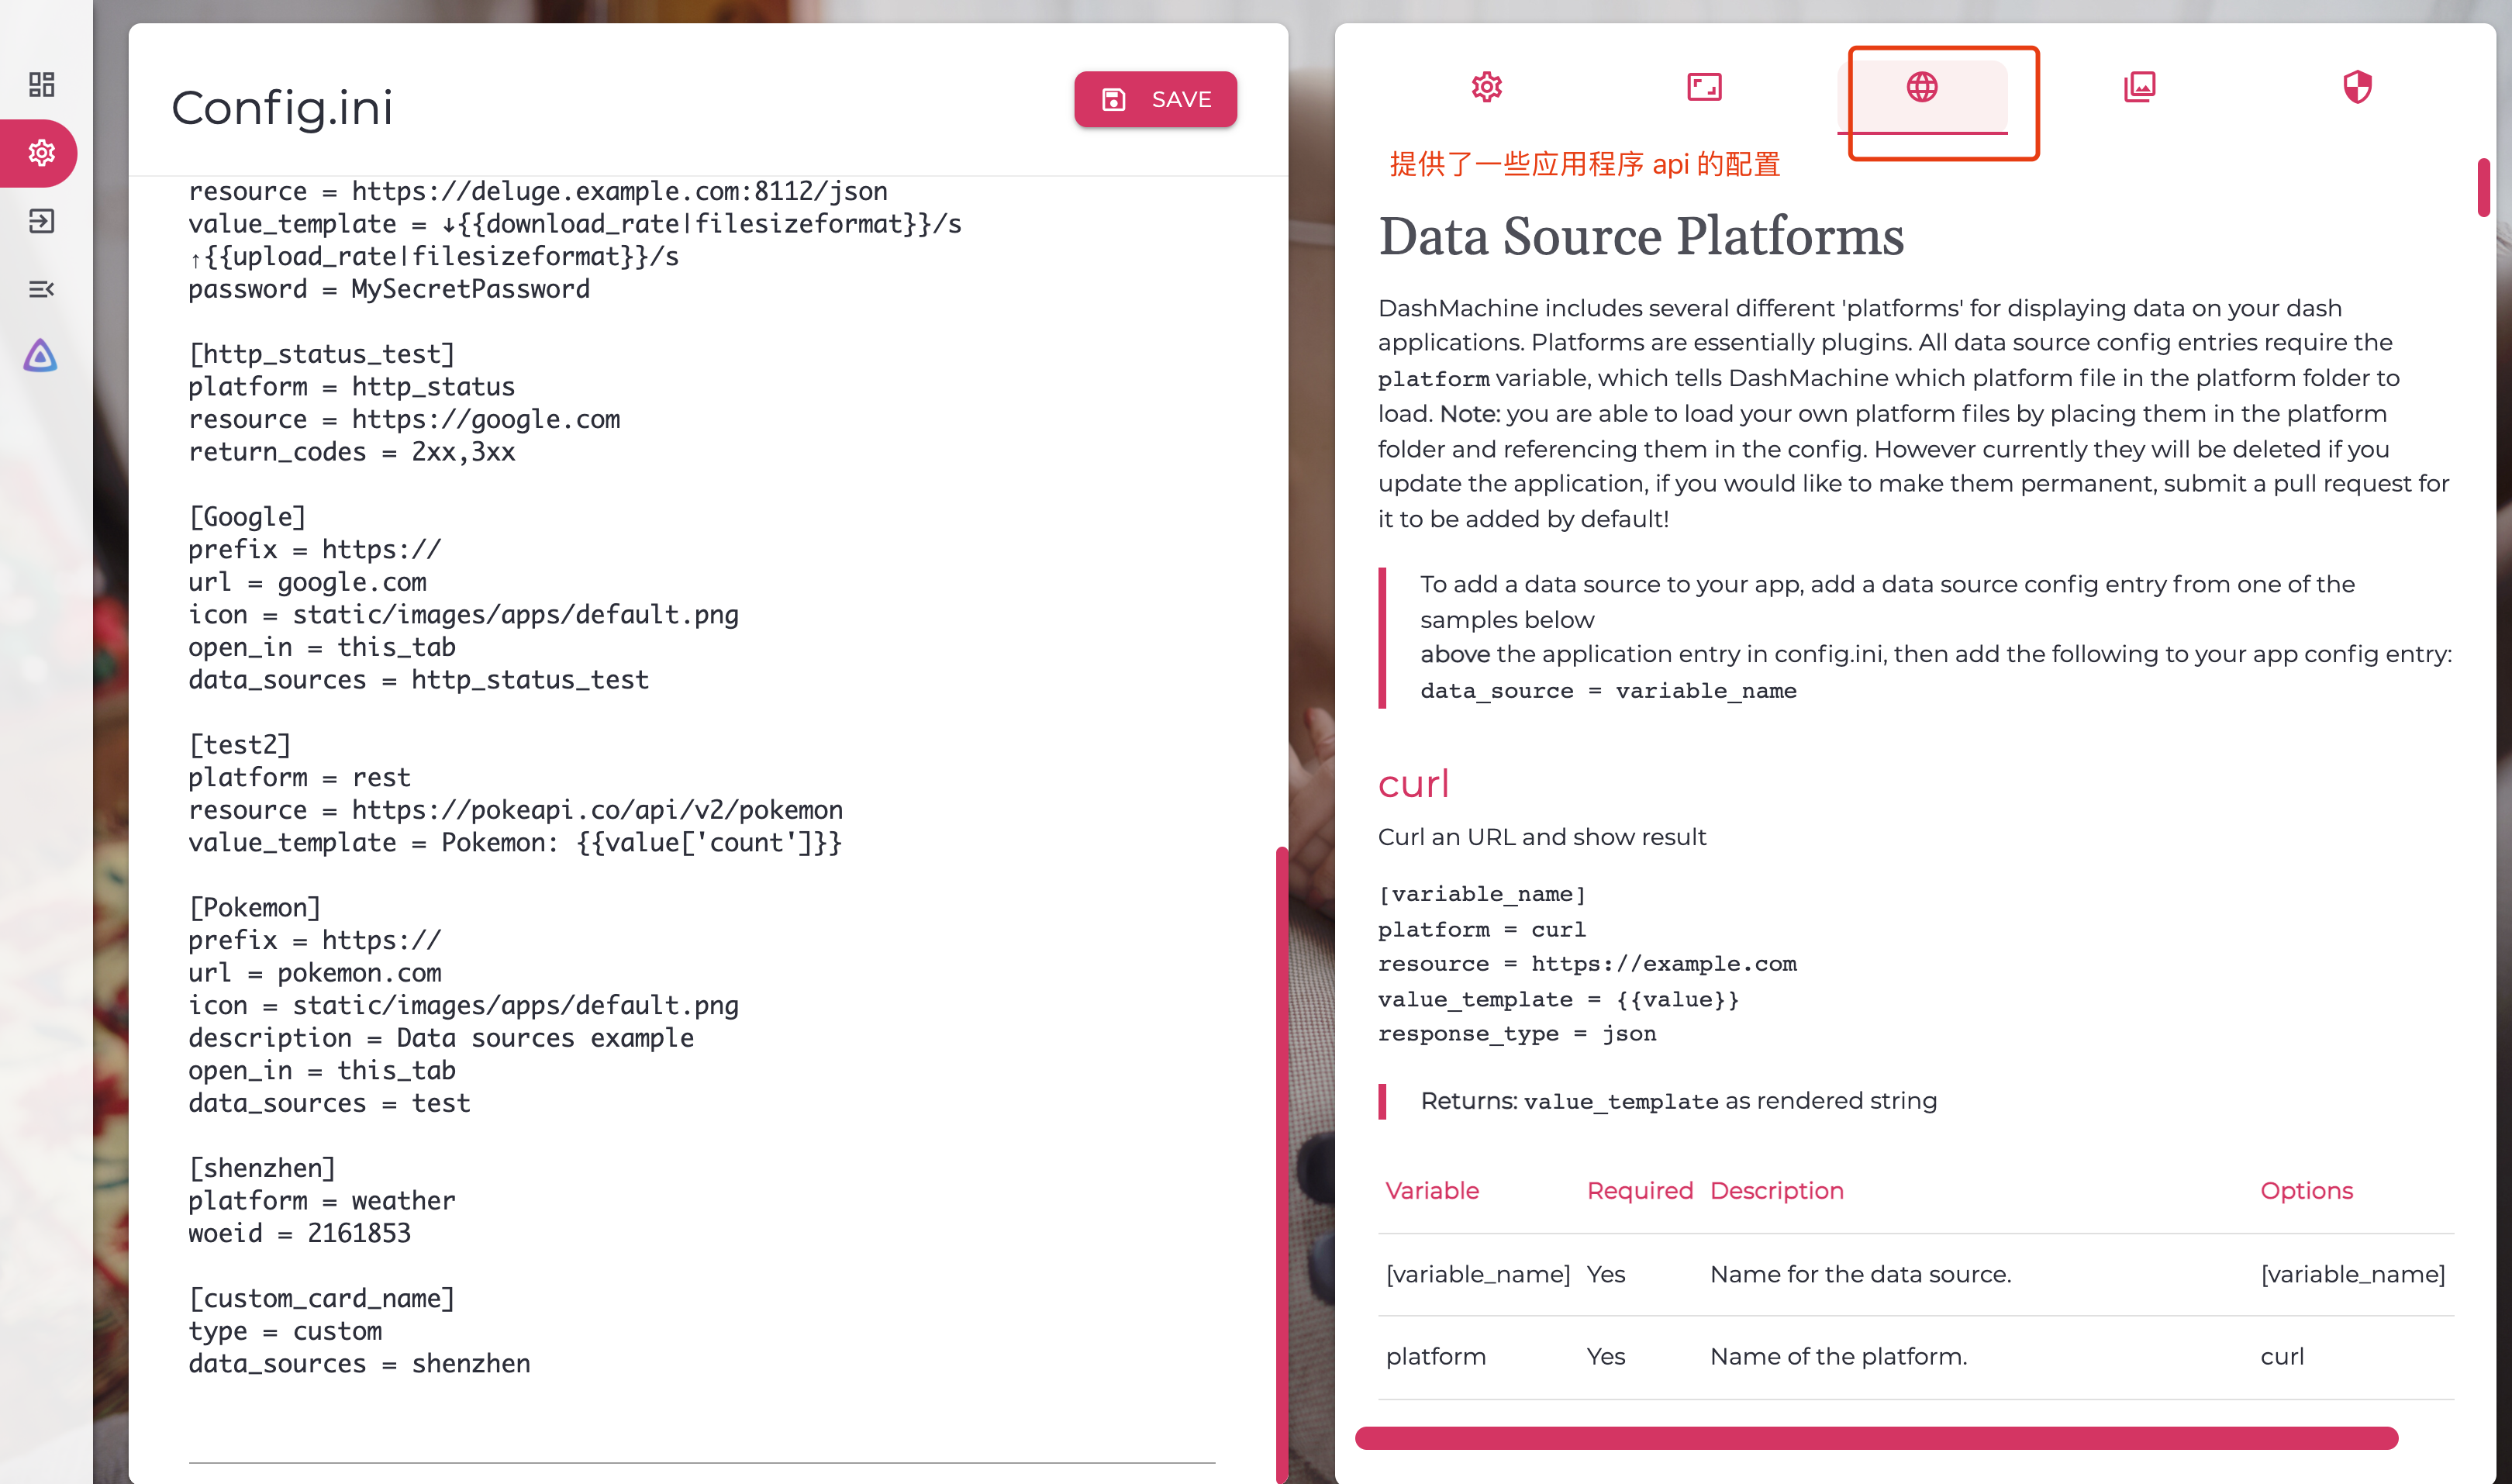 Config.ini
SAVE
resource = https://deluge.example.com:8112/json
value_template = ↓{{download_rate|filesizeformat}}/s
↑{{upload_rate|filesizeformat}}/s
password = MySecretPassword
[http_status_test]
platform = http_status
resource = https://google.com
return_codes = 2xx,3xx
[Google]
prefix = https://
url = google.com
icon = static/images/apps/default.png
open_in = this_tab
data_sources = http_status_test
[test2]
platform = rest
resource = https://pokeapi.co/api/v2/pokemon
value_template = Pokemon: {{value['count']}}
[Pokemon]
prefix = https://
url = pokemon.com
icon = static/images/apps/default.png
description = Data sources example
open_in = this_tab
data_sources = test
[shenzhen]
platform = weather
woeid = 2161853
[custom_card_name]
type = custom
data_sources = shenzhen
提供了一些应用程序 api 的配置
Data Source Platforms
DashMachine includes several different 'platforms' for displaying data on your dash
applications. Platforms are essentially plugins. All data source config entries require the
platform variable, which tells DashMachine which platform file in the platform folder to
load. Note: you are able to load your own platform files by placing them in the platform
folder and referencing them in the config. However currently they will be deleted if you
update the application, if you would like to make them permanent, submit a pull request for
it to be added by default!
To add a data source to your app, add a data source config entry from one of the
samples below
above the application entry in config.ini, then add the following to your app config entry:
data_source = variable_name
curl
Curl an URL and show result
[variable_name]
platform = curl
resource = https://example.com
value_template = {{value}}
response_type = json
Returns: value_template as rendered string
Variable Required Description Options
[variable_name] Yes Name for the data source. [variable_name]
platform Yes Name of the platform. curl